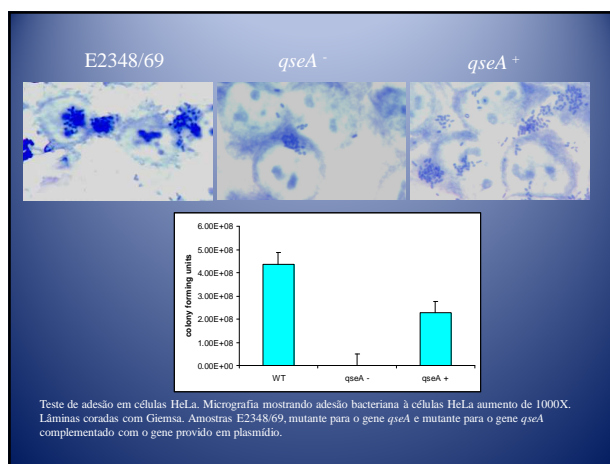 E2348/69 qseA - qseA +
6.00E+08
5.00E+08
4.00E+08
3.00E+08
2.00E+08
1.00E+08
0.00E+00
colony forming units
WT qseA - qseA +
Teste de adesão em células HeLa. Micrografia mostrando adesão bacteriana à células HeLa aumento de 1000X.
Lâminas coradas com Giemsa. Amostras E2348/69, mutante para o gene qseA e mutante para o gene qseA
complementado com o gene provido em plasmídio.